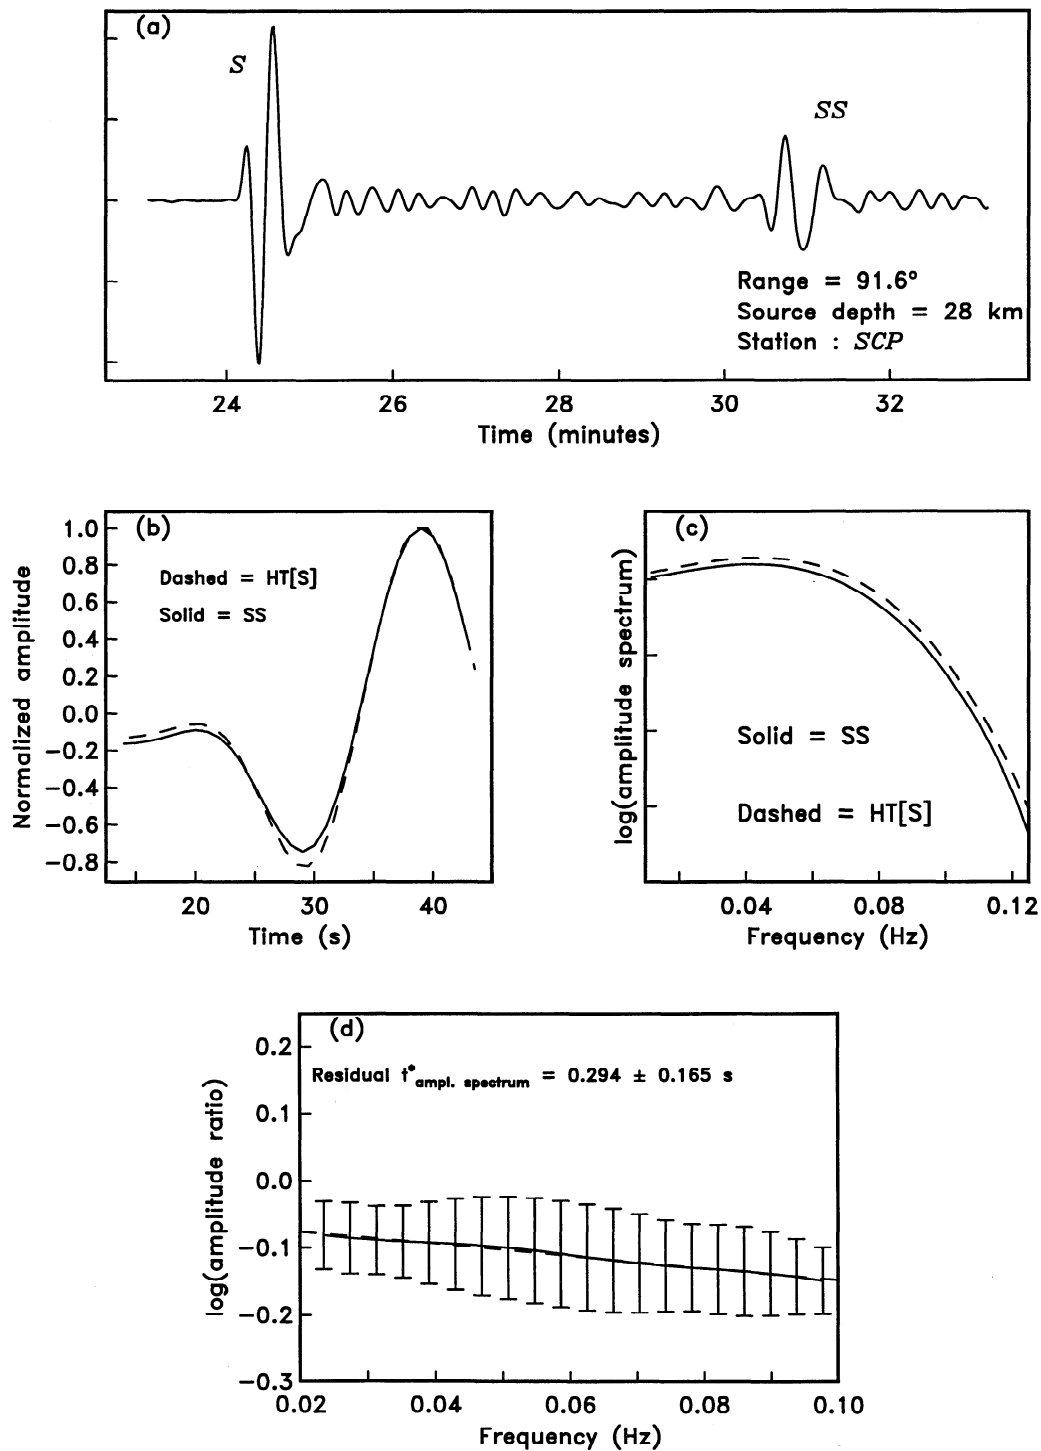 (a)
S
SS
Range = 91.6°
Source depth = 28 km
Station : SCP
24 26 28 30 32
Time (minutes)
(b)
Normalized amplitude
1.0
0.8
0.6
0.4
0.2
0.0
−0.2
−0.4
−0.6
−0.8
Dashed = HT[S]
Solid = SS
20 30 40
Time (s)
(c)
log(amplitude spectrum)
Solid = SS
Dashed = HT[S]
0.04 0.08 0.12
Frequency (Hz)
(d)
Residual t*ampl. spectrum = 0.294 ± 0.165 s
log(amplitude ratio)
0.2
0.1
0.0
−0.1
−0.2
−0.3
0.02 0.04 0.06 0.08 0.10
Frequency (Hz)